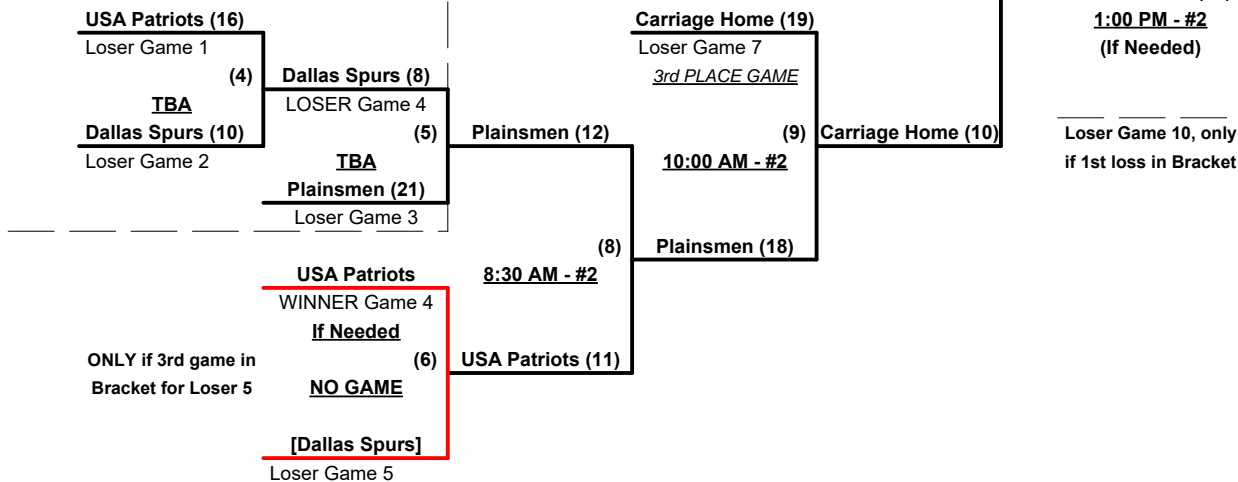 USA Patriots (16)
Loser Game 1
(4)
TBA
Dallas Spurs (10)
Loser Game 2
Dallas Spurs (8)
LOSER Game 4
(5)
TBA
Plainsmen (21)
Loser Game 3
Plainsmen (12)
(8)
8:30 AM - #2
USA Patriots
WINNER Game 4
If Needed
(6)
NO GAME
[Dallas Spurs]
Loser Game 5
ONLY if 3rd game in
Bracket for Loser 5
USA Patriots (11)
Carriage Home (19)
Loser Game 7
3rd PLACE GAME
(9)
10:00 AM - #2
Plainsmen (18)
Carriage Home (10)
1:00 PM - #2
(If Needed)
Loser Game 10, only
if 1st loss in Bracket